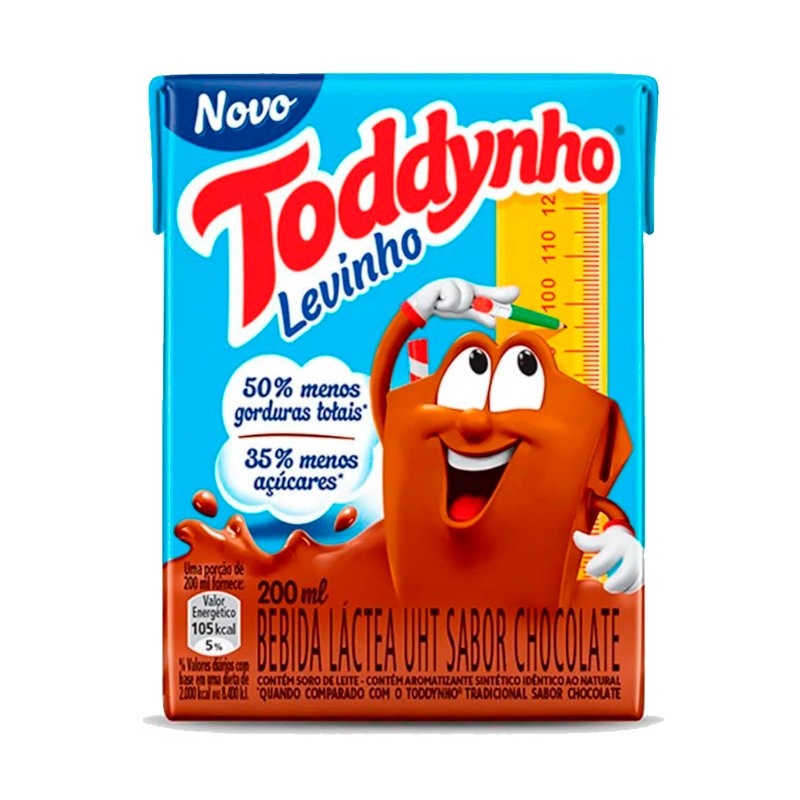 Novo
Toddynho®
Levinho
12
110
100
50% menos
gorduras totais*
35% menos
açúcares*
Uma porção de
200 ml fornece:
Valor
Energético
105 kcal
5%
% Valores diários com
base em uma dieta de
2.000 kcal ou 8.400 kJ.
200 ml
BEBIDA LÁCTEA UHT SABOR CHOCOLATE
CONTÉM SORO DE LEITE - CONTÉM AROMATIZANTE SINTÉTICO IDÊNTICO AO NATURAL
*QUANDO COMPARADO COM O TODDYNHO® TRADICIONAL SABOR CHOCOLATE